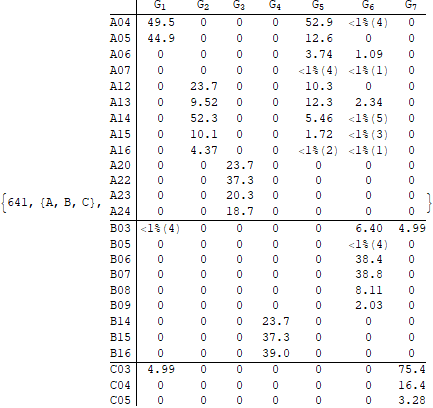 G1 G2 G3 G4 G5 G6 G7
A04 49.5 0 0 0 52.9 <1%(4) 0
A05 44.9 0 0 0 12.6 0 0
A06 0 0 0 0 3.74 1.09 0
A07 0 0 0 0 <1%(4) <1%(1) 0
A12 0 23.7 0 0 10.3 0 0
A13 0 9.52 0 0 12.3 2.34 0
A14 0 52.3 0 0 5.46 <1%(5) 0
A15 0 10.1 0 0 1.72 <1%(3) 0
A16 0 4.37 0 0 <1%(2) <1%(1) 0
A20 0 0 23.7 0 0 0 0
A22 0 0 37.3 0 0 0 0
{641, {A, B, C}, A23 0 0 20.3 0 0 0 0 }
A24 0 0 18.7 0 0 0 0
B03 <1%(4) 0 0 0 0 6.40 4.99
B05 0 0 0 0 0 <1%(4) 0
B06 0 0 0 0 0 38.4 0
B07 0 0 0 0 0 38.8 0
B08 0 0 0 0 0 8.11 0
B09 0 0 0 0 0 2.03 0
B14 0 0 0 23.7 0 0 0
B15 0 0 0 37.3 0 0 0
B16 0 0 0 39.0 0 0 0
C03 4.99 0 0 0 0 0 75.4
C04 0 0 0 0 0 0 16.4
C05 0 0 0 0 0 0 3.28